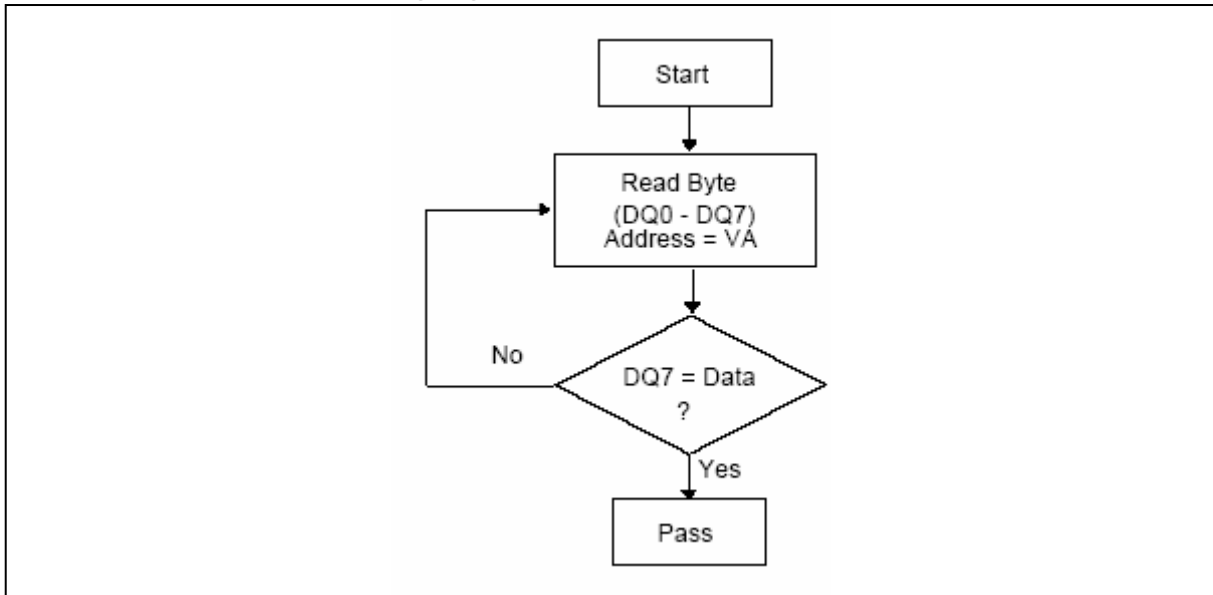 Start
Read Byte
(DQ0 - DQ7)
Address = VA
No
DQ7 = Data
?
Yes
Pass